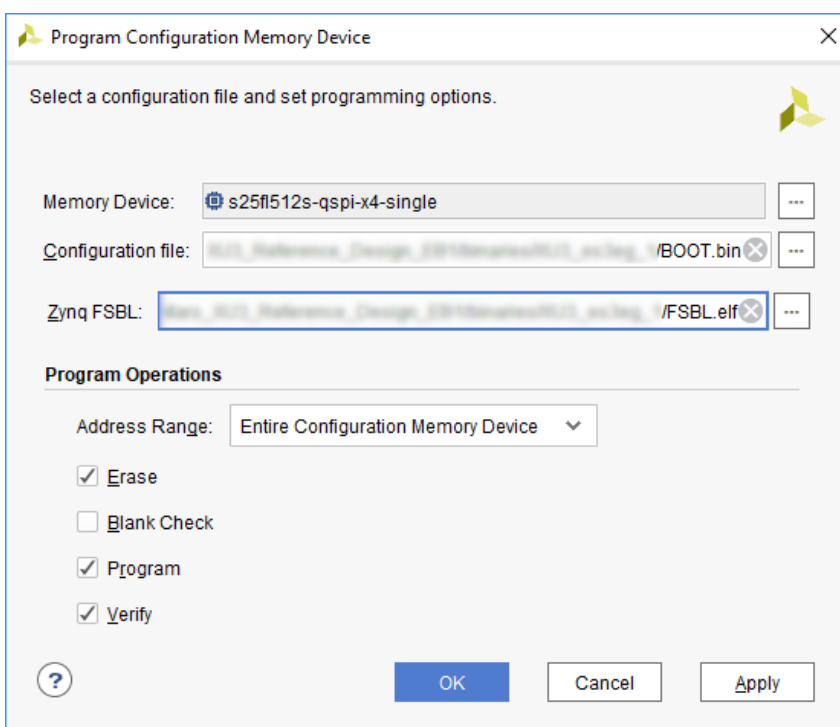 Program Configuration Memory Device
Select a configuration file and set programming options.
Memory Device: s25fl512s-qspi-x4-single ...
Configuration file: /BOOT.bin ...
Zynq FSBL: /FSBL.elf ...
Program Operations
Address Range: Entire Configuration Memory Device
Erase
Blank Check
Program
Verify
? OK Cancel Apply